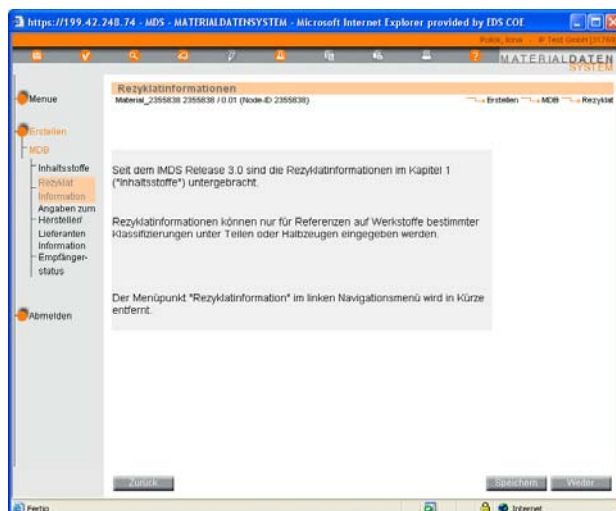 https://199.42.248.74 - MDS - MATERIALDATENSYSTEM - Microsoft Internet Explorer provided by EDS COE
MATERIALDATEN
SYSTEM
Menue
Erstellen
MDB
Inhaltsstoffe
Rezyklat
Information
Angaben zum
Hersteller/
Lieferanten
Information
Empfänger-
status
Abmelden
Rezyklatinformationen
Material_2355838 2355838 / 0.01 (Node-ID 2355838)
Erstellen MDB Rezyklat
Seit dem IMDS Release 3.0 sind die Rezyklatinformationen im Kapitel 1
("Inhaltsstoffe") untergebracht.
Rezyklatinformationen können nur für Referenzen auf Werkstoffe bestimmter
Klassifizierungen unter Teilen oder Halbzeugen eingegeben werden.
Der Menüpunkt "Rezyklatinformation" im linken Navigationsmenü wird in Kürze
entfernt.
Zurück Speichern Weiter
Fertig Internet